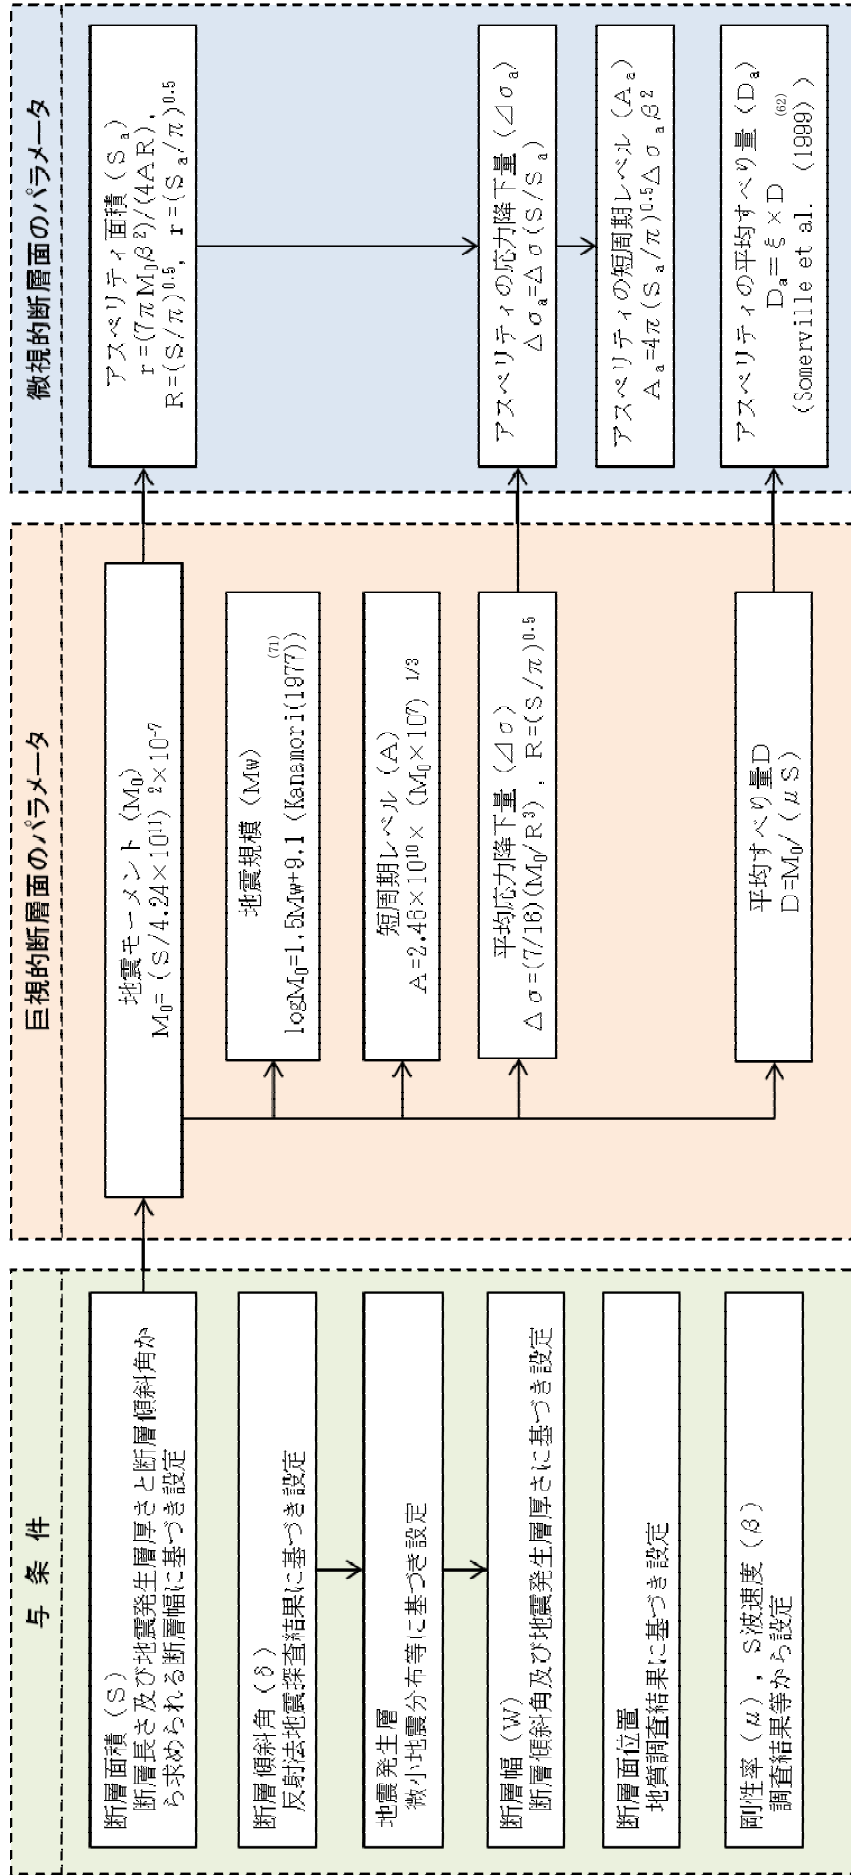 与 条 件
断層面積（S）
断層長さ及び地震発生層厚さと断層傾斜角か
ら求められる断層幅に基づき設定
断層傾斜角（δ）
反射法地震探査結果に基づき設定
地震発生層
微小地震分布等に基づき設定
断層幅（W）
断層傾斜角及び地震発生層厚さに基づき設定
断層面位置
地質調査結果に基づき設定
剛性率（μ），S波速度（β）
調査結果等から設定
巨視的断層面のパラメータ
地震モーメント（M₀）
M₀=（S/4.24×10¹¹）²×10⁻⁷
地震規模（Mw）
logM₀=1.5Mw+9.1（Kanamori(1977)⁽⁷¹⁾）
短周期レベル（A）
A=2.46×10¹⁰×（M₀×10⁷）^1/3
平均応力降下量（Δσ）
Δσ=(7/16)(M₀/R³)，R=(S/π)^0.5
平均すべり量D
D=M₀/（μS）
微視的断層面のパラメータ
アスペリティ面積（Sₐ）
r=(7πM₀β²)/(4AR)，
R=(S/π)^0.5，r=(Sₐ/π)^0.5
アスペリティの応力降下量（Δσₐ）
Δσₐ=Δσ(S/Sₐ)
アスペリティの短周期レベル（Aₐ）
Aₐ=4π(Sₐ/π)^0.5Δσₐβ²
アスペリティの平均すべり量（Dₐ）
Dₐ=ξ×D
（Somerville et al.⁽⁶²⁾（1999））